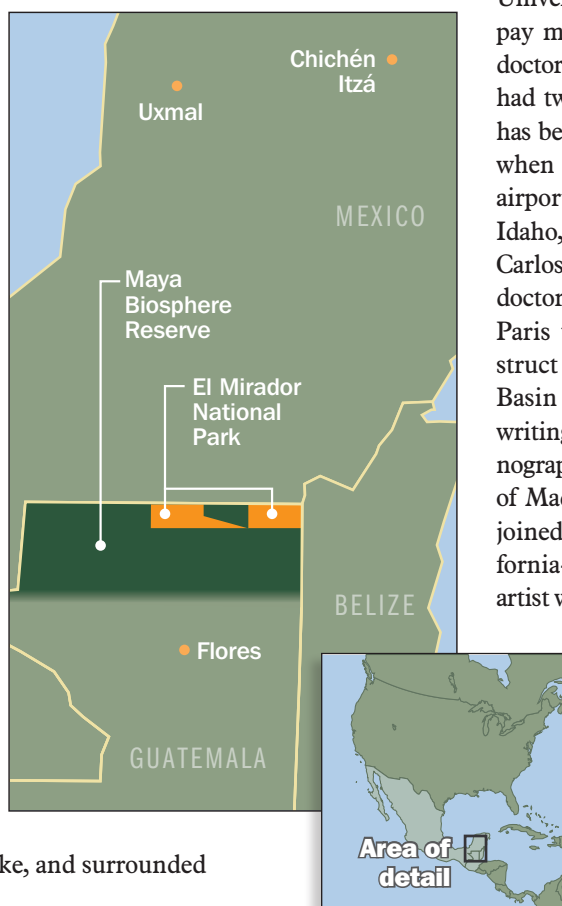 Chichén
Itzá
Uxmal
MEXICO
Maya
Biosphere
Reserve
El Mirador
National
Park
BELIZE
Flores
GUATEMALA
Area of
detail
ke, and surrounded
Univer
pay m
doctor
had tw
has be
when
airpor
Idaho,
Carlos
doctor
Paris
struct
Basin
writing
nograp
of Mac
joined
fornia-
artist w